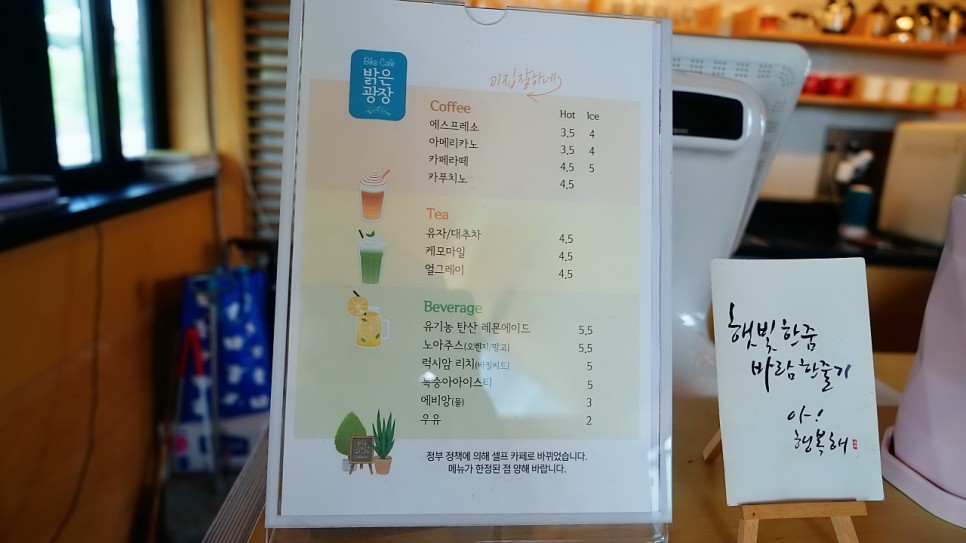 Bike Cafe
밝은
광장
이집잘하네
Coffee Hot Ice
에스프레소 3,5 4
아메리카노 3,5 4
카페라떼 4,5 5
카푸치노 4,5
Tea
유자/대추차 4,5
케모마일 4,5
얼그레이 4,5
Beverage
유기농 탄산 레몬에이드 5,5
노아주스(오렌지/망고) 5,5
럭시암 리치(바질씨드) 5
복숭아아이스티 5
에비앙(물) 3
우유 2
정부 정책에 의해 셀프 카페로 바뀌었습니다.
메뉴가 한정된 점 양해 바랍니다.
햇빛한줌
바람한줄기
아!
행복해